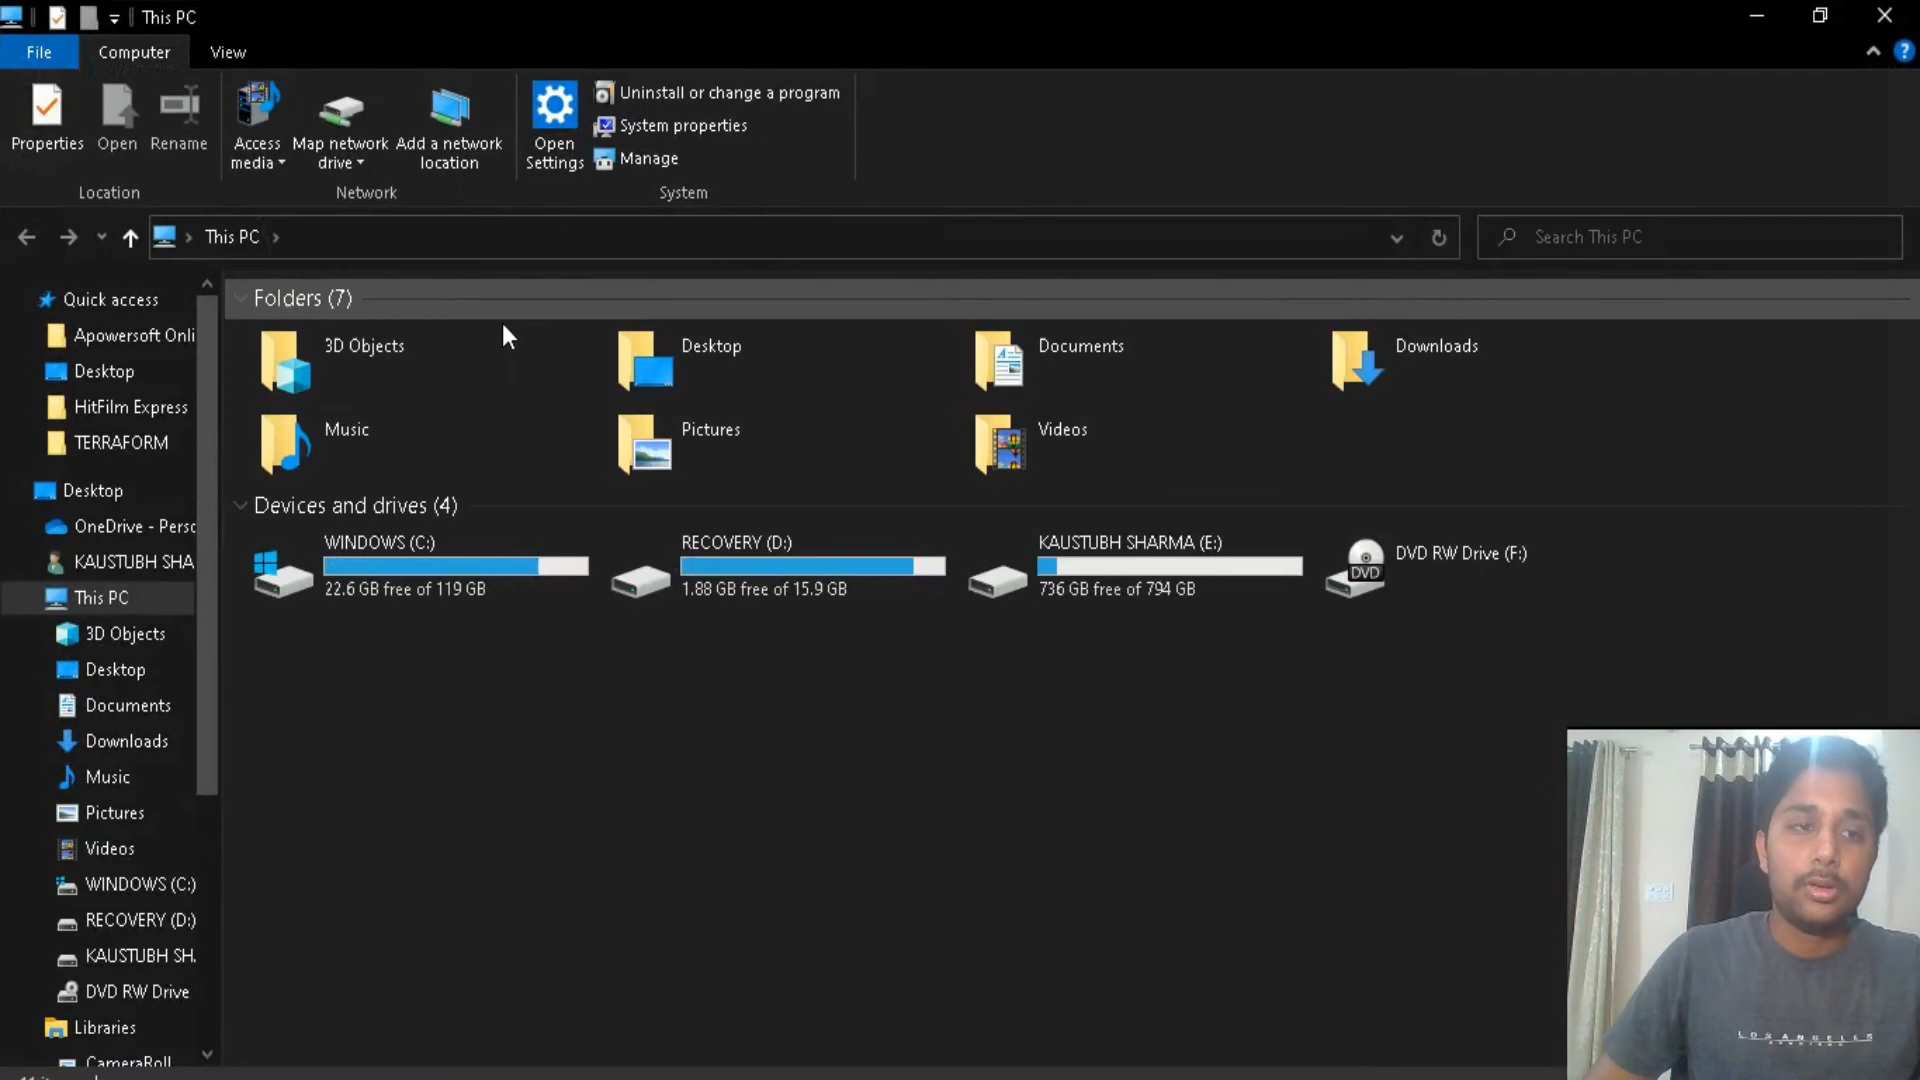 This PC
File
Computer
View
Properties
Open
Rename
Access media
Map network drive
Add a network location
Open Settings
Uninstall or change a program
System properties
Manage
Location
Network
System
This PC
Search This PC
Quick access
Apowersoft Onli
Desktop
HitFilm Express
TERRAFORM
Desktop
OneDrive - Perso
KAUSTUBH SHA
This PC
3D Objects
Desktop
Documents
Downloads
Music
Pictures
Videos
WINDOWS (C:)
RECOVERY (D:)
KAUSTUBH SH.
DVD RW Drive
Libraries
CameraRoll
Folders (7)
3D Objects
Desktop
Documents
Downloads
Music
Pictures
Videos
Devices and drives (4)
WINDOWS (C:)
22.6 GB free of 119 GB
RECOVERY (D:)
1.88 GB free of 15.9 GB
KAUSTUBH SHARMA (E:)
736 GB free of 794 GB
DVD RW Drive (F:)
DVD
LOS ANGELES